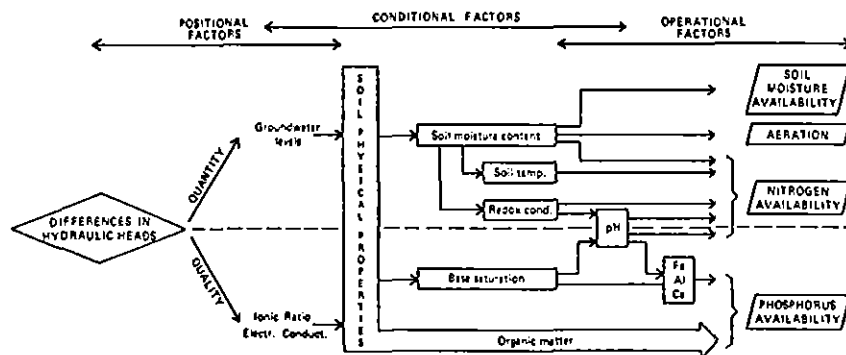 POSITIONAL
FACTORS
CONDITIONAL FACTORS
OPERATIONAL
FACTORS
SOIL PHYSICAL PROPERTIES
SOIL
MOISTURE
AVAILABILITY
Groundwater
levels
Soil moisture content
AERATION
QUANTITY
Soil temp.
NITROGEN
AVAILABILITY
Redox cond.
DIFFERENCES IN
HYDRAULIC HEADS
pH
QUALITY
Base saturation
Fe
Al
Ca
PHOSPHORUS
AVAILABILITY
Ionic Ratio
Electr. Conduct.
Organic matter